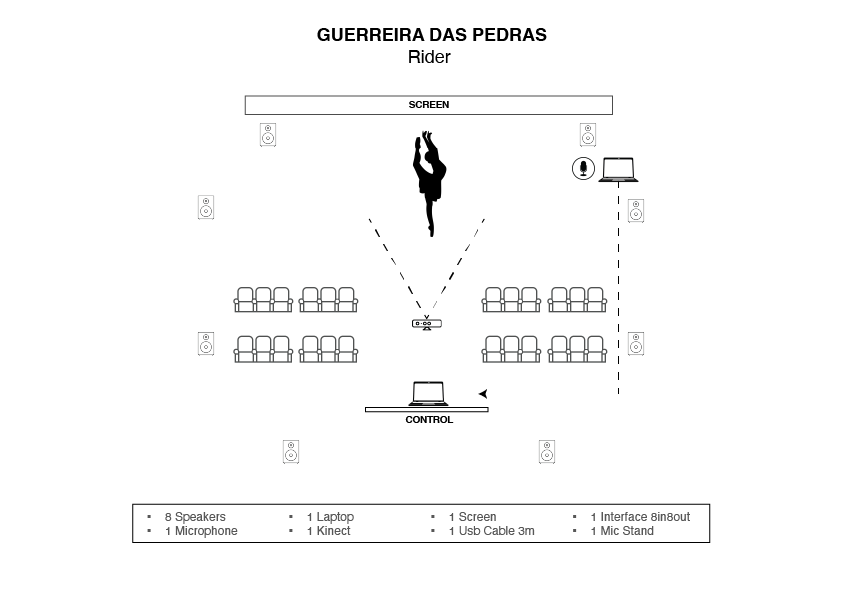 GUERREIRA DAS PEDRAS
Rider
SCREEN
CONTROL
▪ 8 Speakers ▪ 1 Laptop ▪ 1 Screen ▪ 1 Interface 8in8out
▪ 1 Microphone ▪ 1 Kinect ▪ 1 Usb Cable 3m ▪ 1 Mic Stand